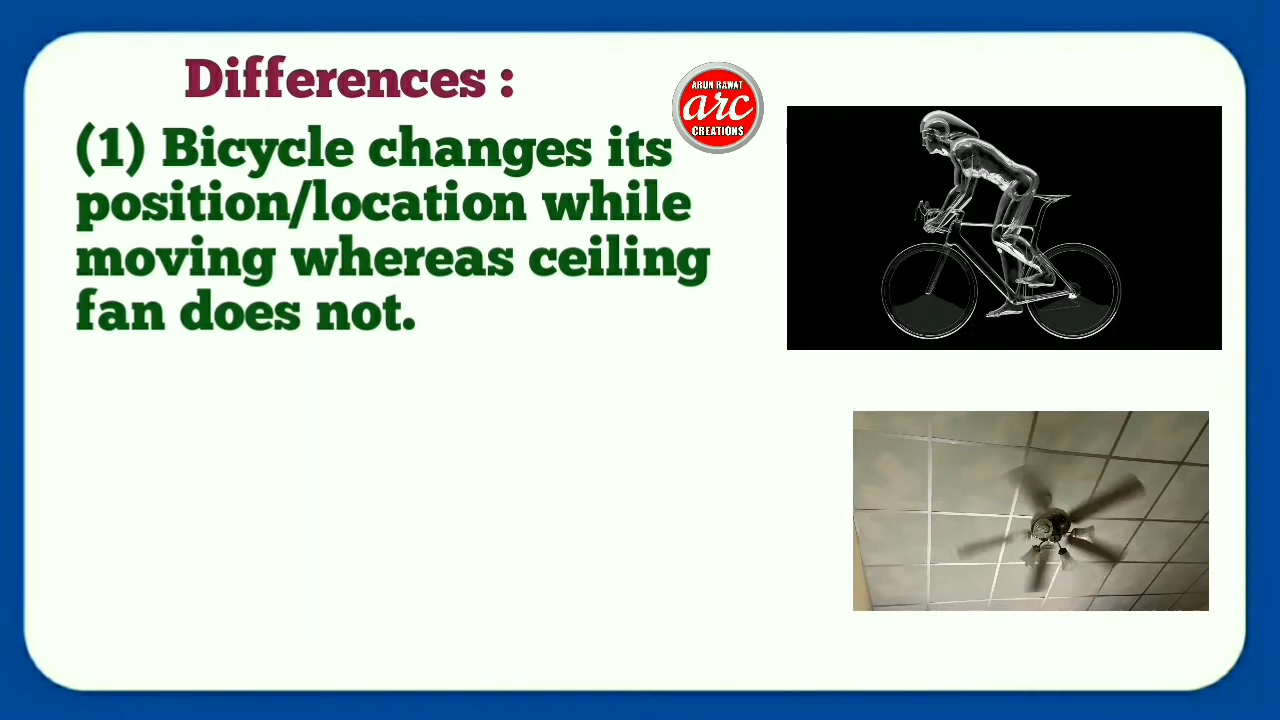 Differences :
ARUN RAWAT
arc
CREATIONS
(1) Bicycle changes its
position/location while
moving whereas ceiling
fan does not.